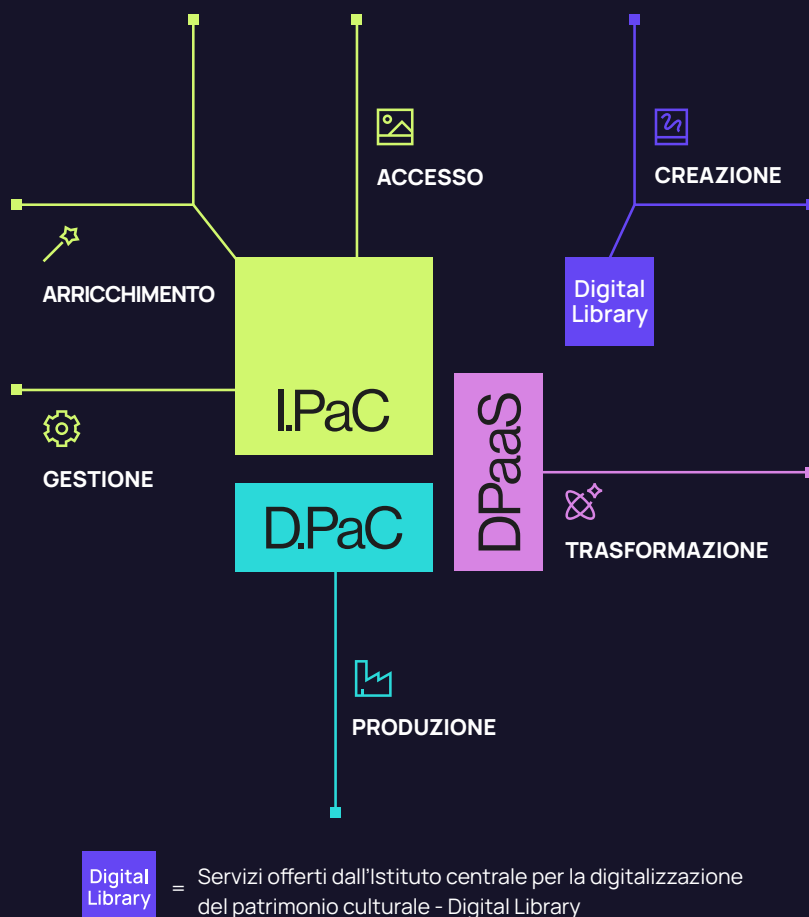 ACCESSO
CREAZIONE
ARRICCHIMENTO
Digital
Library
I.PaC
GESTIONE
DPaaS
D.PaC
TRASFORMAZIONE
PRODUZIONE
Digital
Library
= Servizi offerti dall'Istituto centrale per la digitalizzazione
del patrimonio culturale - Digital Library